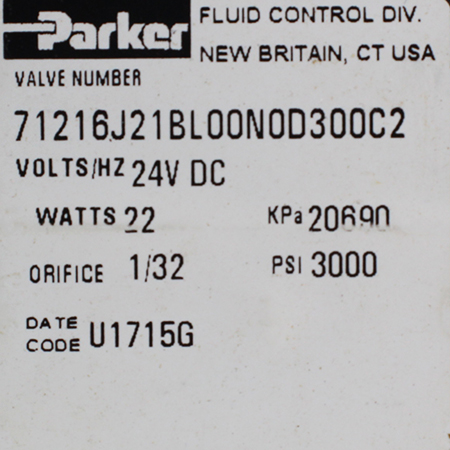 Parker FLUID CONTROL DIV.
NEW BRITAIN, CT USA
VALVE NUMBER
71216J21BL00N0D300C2
VOLTS/HZ 24V DC
WATTS 22 KPa 20690
ORIFICE 1/32 PSI 3000
DATE CODE U1715G